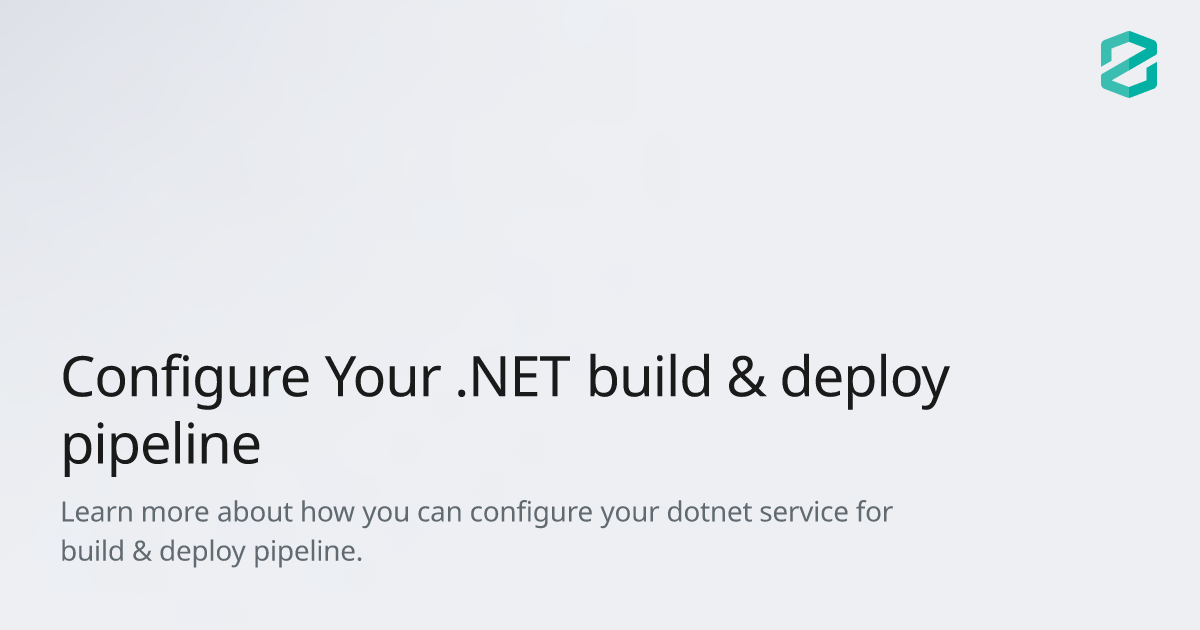 Configure Your .NET build & deploy
pipeline
Learn more about how you can configure your dotnet service for
build & deploy pipeline.